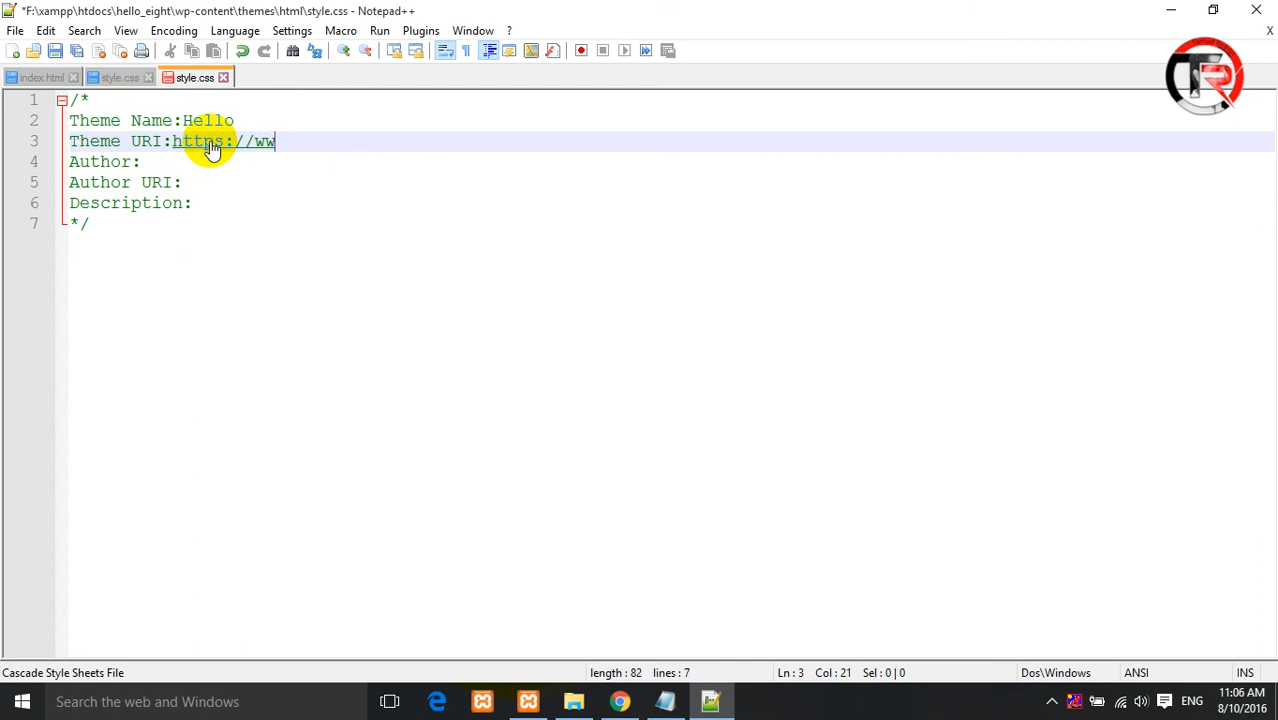 *F:\xampp\htdocs\hello_eight\wp-content\themes\html\style.css - Notepad++
File Edit Search View Encoding Language Settings Macro Run Plugins Window ? X
index.html style.css style.css
1 /*
2 Theme Name:Hello
3 Theme URI:https://ww
4 Author:
5 Author URI:
6 Description:
7 */
TR
Cascade Style Sheets File length : 82 lines : 7 Ln : 3 Col : 21 Sel : 0 | 0 Dos\Windows ANSI INS
Search the web and Windows ENG 11:06 AM
8/10/2016